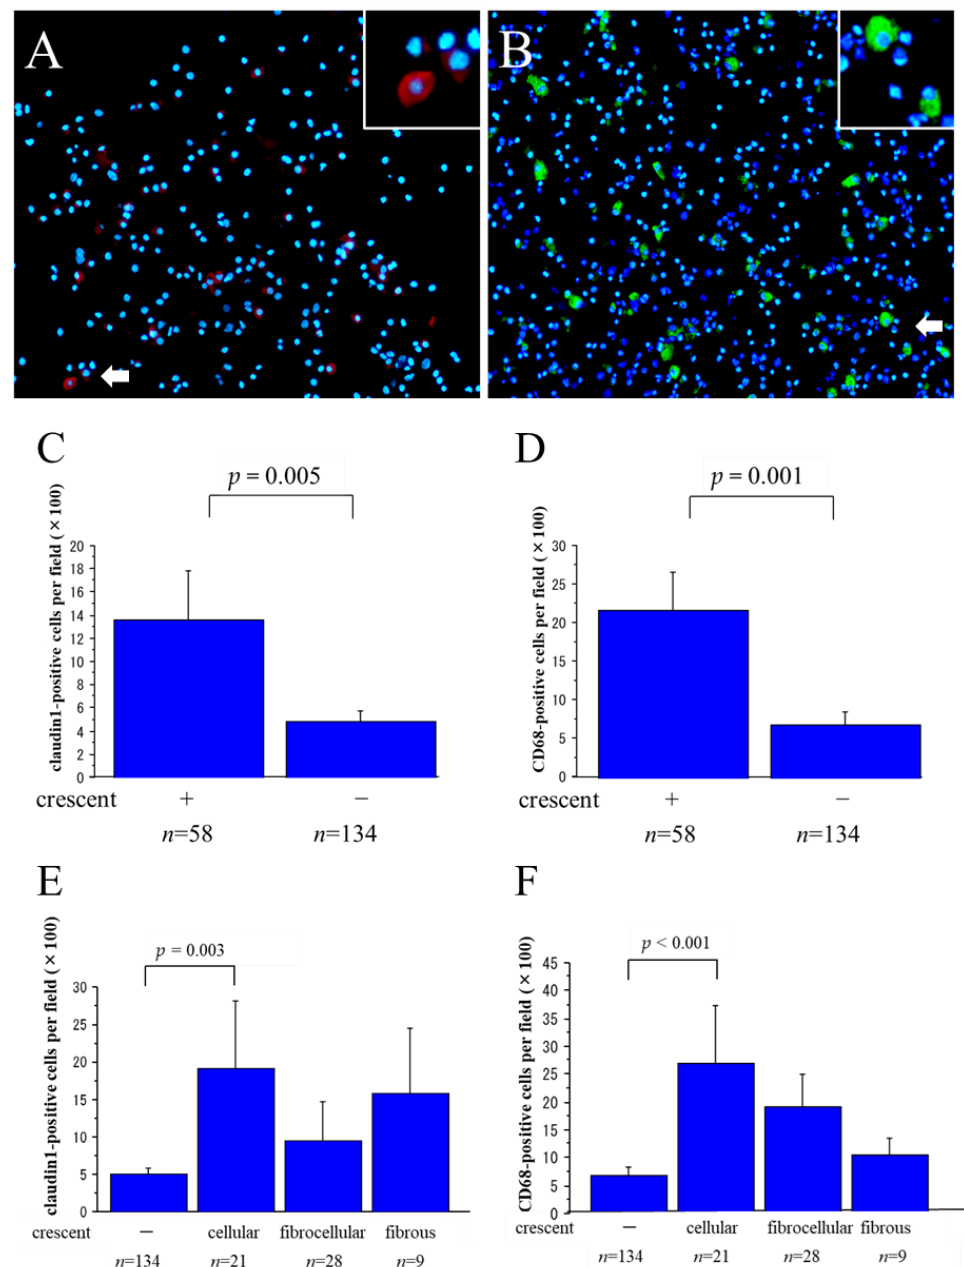 A
B
C
p = 0.005
claudin1-positive cells per field (×100)
20
18
16
14
12
10
8
6
4
2
0
crescent + −
n=58 n=134
D
p = 0.001
CD68-positive cells per field (×100)
30
25
20
15
10
5
0
crescent + −
n=58 n=134
E
p = 0.003
claudin1-positive cells per field (×100)
30
25
20
15
10
5
0
crescent − cellular fibrocellular fibrous
n=134 n=21 n=28 n=9
F
p < 0.001
CD68-positive cells per field (×100)
45
40
35
30
25
20
15
10
5
0
crescent − cellular fibrocellular fibrous
n=134 n=21 n=28 n=9